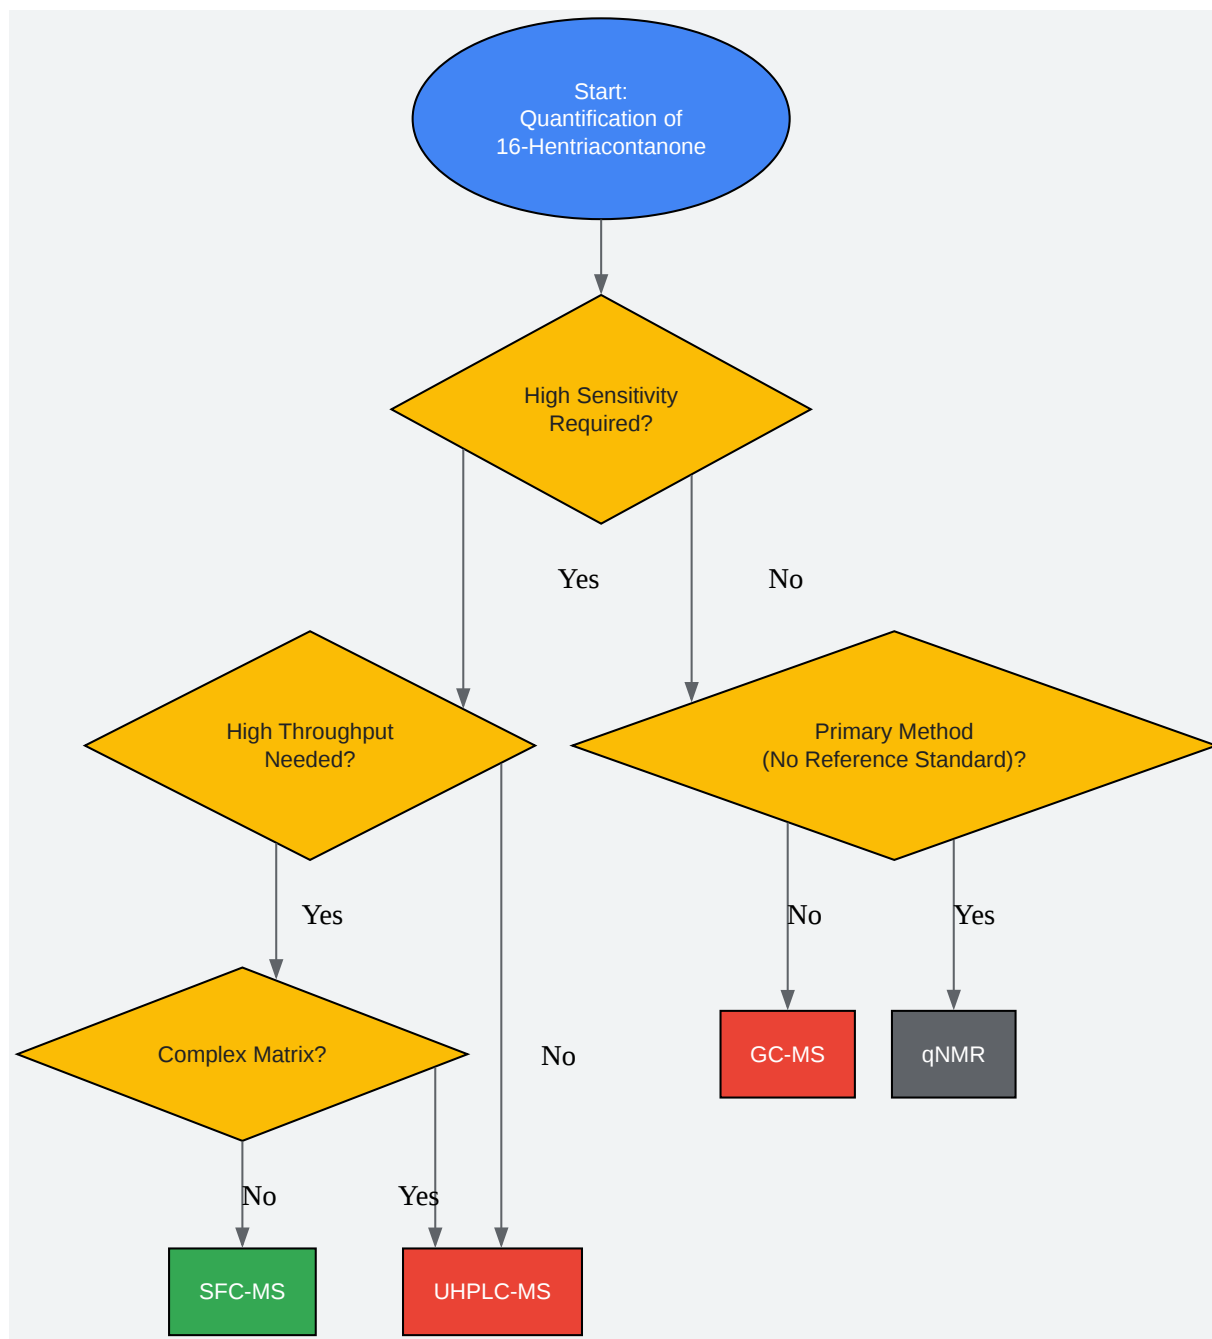 Start:
Quantification of
16-Hentriacontanone
High Sensitivity
Required?
Yes
No
High Throughput
Needed?
Primary Method
(No Reference Standard)?
Yes
No
Yes
Complex Matrix?
No
GC-MS
qNMR
No
Yes
SFC-MS
UHPLC-MS